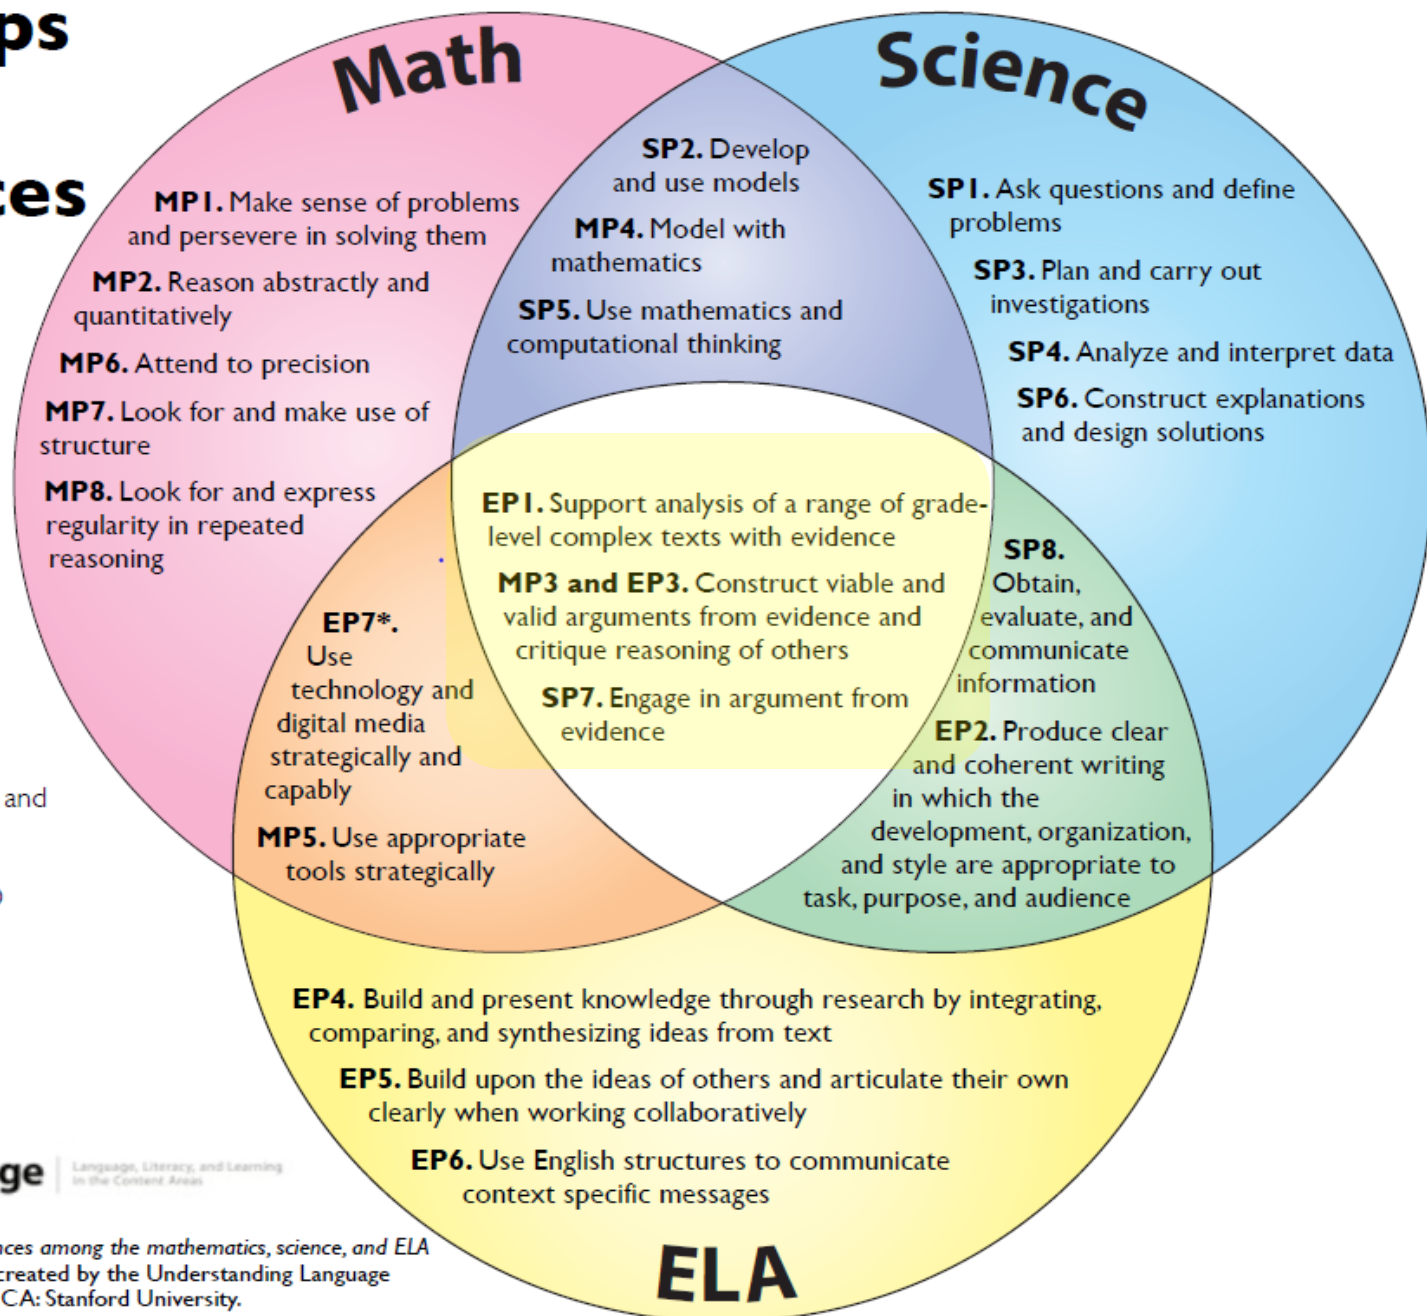 ps
ces
Math
Science
MP1. Make sense of problems
and persevere in solving them
MP2. Reason abstractly and
quantitatively
MP6. Attend to precision
MP7. Look for and make use of
structure
MP8. Look for and express
regularity in repeated
reasoning
SP2. Develop
and use models
MP4. Model with
mathematics
SP5. Use mathematics and
computational thinking
SP1. Ask questions and define
problems
SP3. Plan and carry out
investigations
SP4. Analyze and interpret data
SP6. Construct explanations
and design solutions
EP1. Support analysis of a range of grade-
level complex texts with evidence
MP3 and EP3. Construct viable and
valid arguments from evidence and
critique reasoning of others
SP7. Engage in argument from
evidence
EP7*.
Use
technology and
digital media
strategically and
capably
MP5. Use appropriate
tools strategically
SP8.
Obtain,
evaluate, and
communicate
information
EP2. Produce clear
and coherent writing
in which the
development, organization,
and style are appropriate to
task, purpose, and audience
and
EP4. Build and present knowledge through research by integrating,
comparing, and synthesizing ideas from text
EP5. Build upon the ideas of others and articulate their own
clearly when working collaboratively
EP6. Use English structures to communicate
context specific messages
ELA
ge
Language, Literacy, and Learning
in the Content Areas
nces among the mathematics, science, and ELA
created by the Understanding Language
CA: Stanford University.